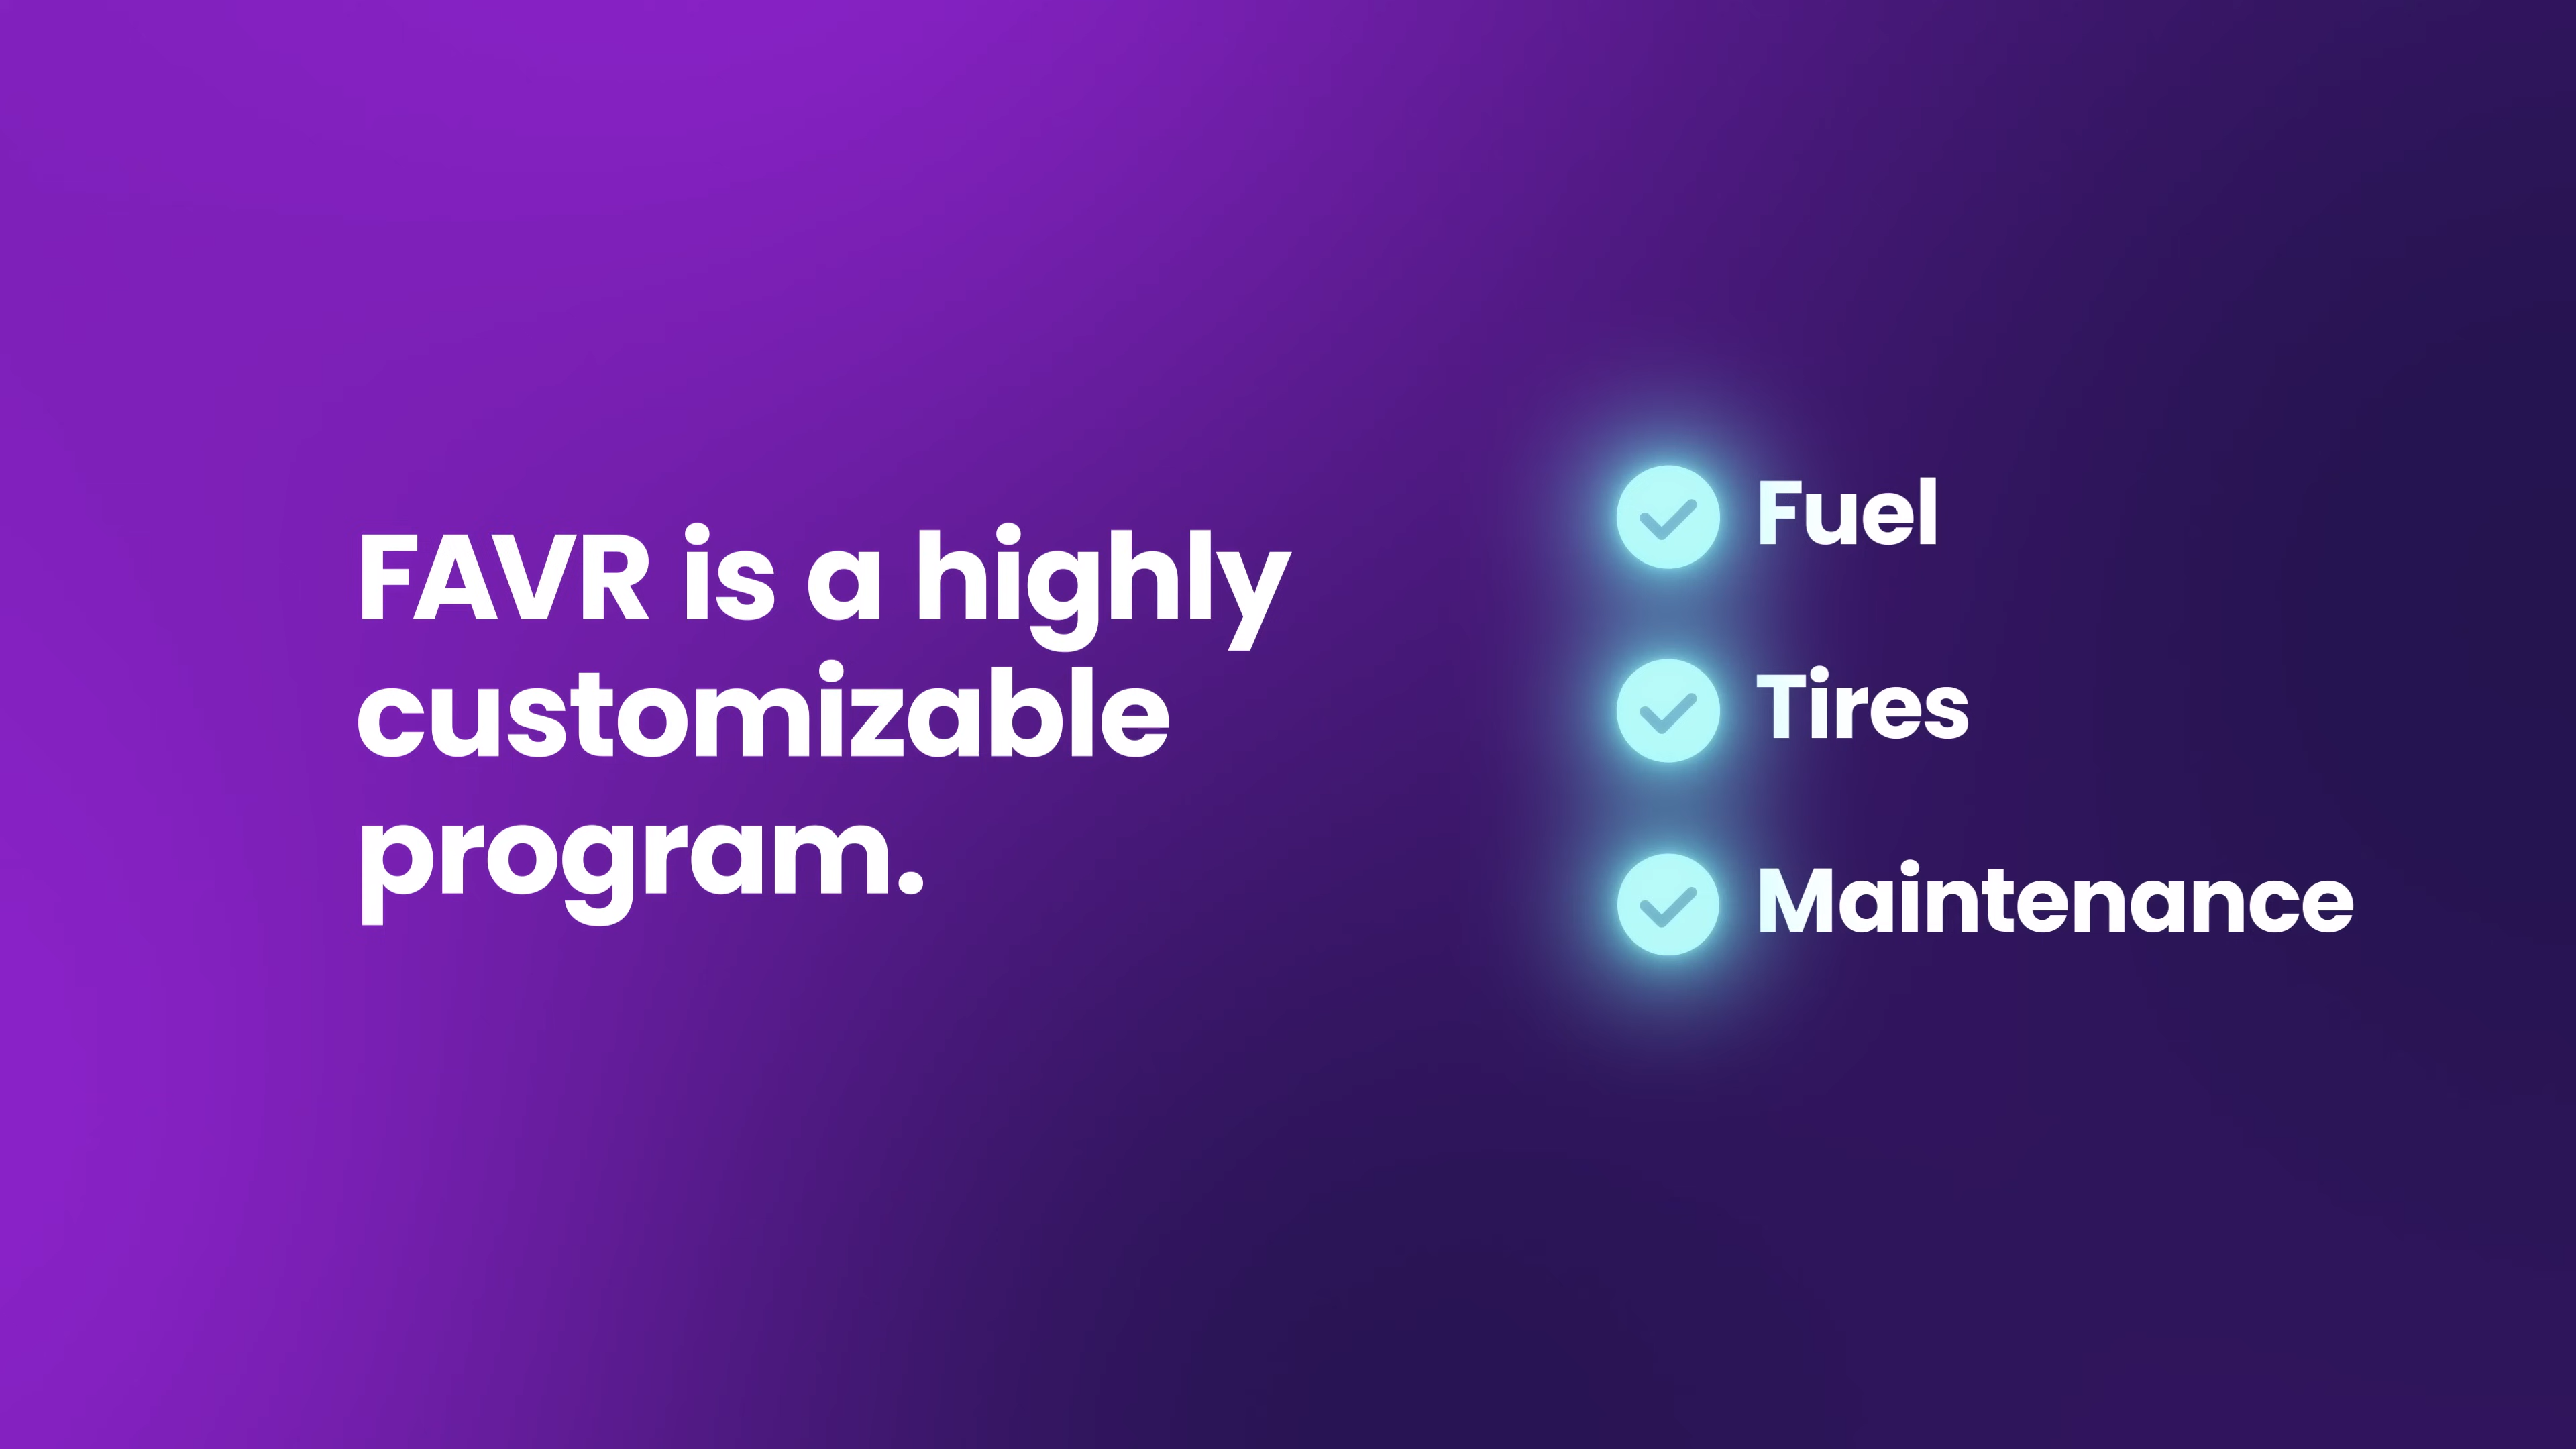 FAVR is a highly
customizable
program.
Fuel
Tires
Maintenance